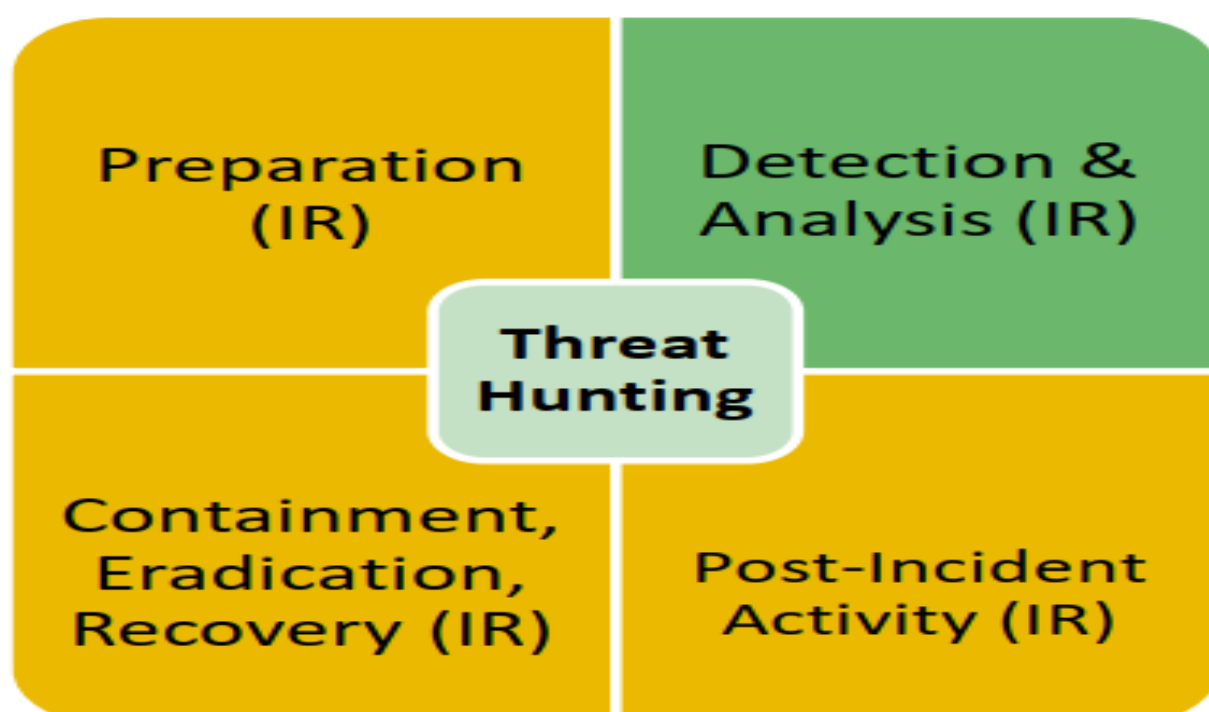 Preparation
(IR)
Detection &
Analysis (IR)
Threat
Hunting
Containment,
Eradication,
Recovery (IR)
Post-Incident
Activity (IR)